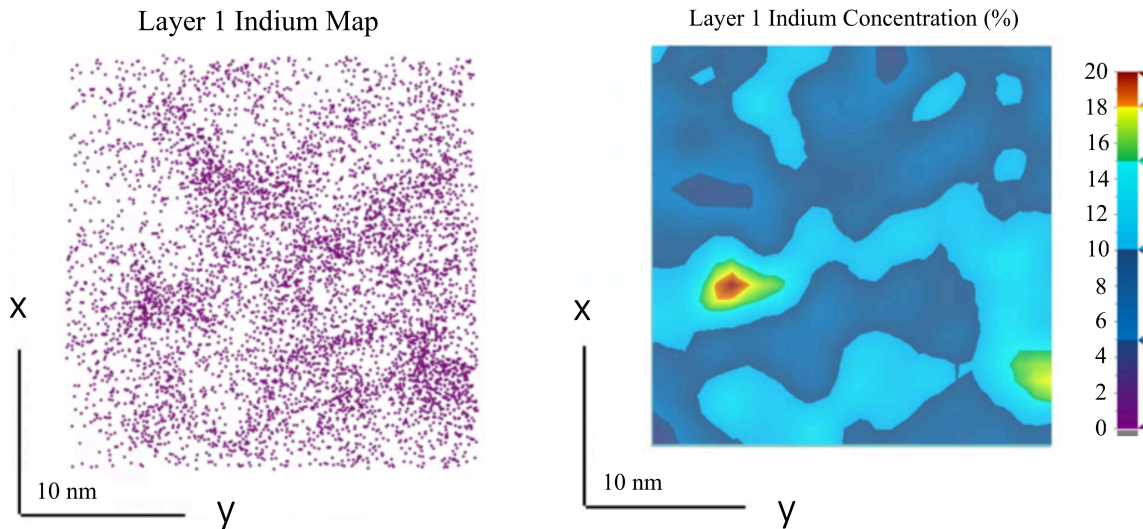 Layer 1 Indium Map
x
10 nm
y
Layer 1 Indium Concentration (%)
x
10 nm
y
20
18
16
14
12
10
8
6
4
2
0